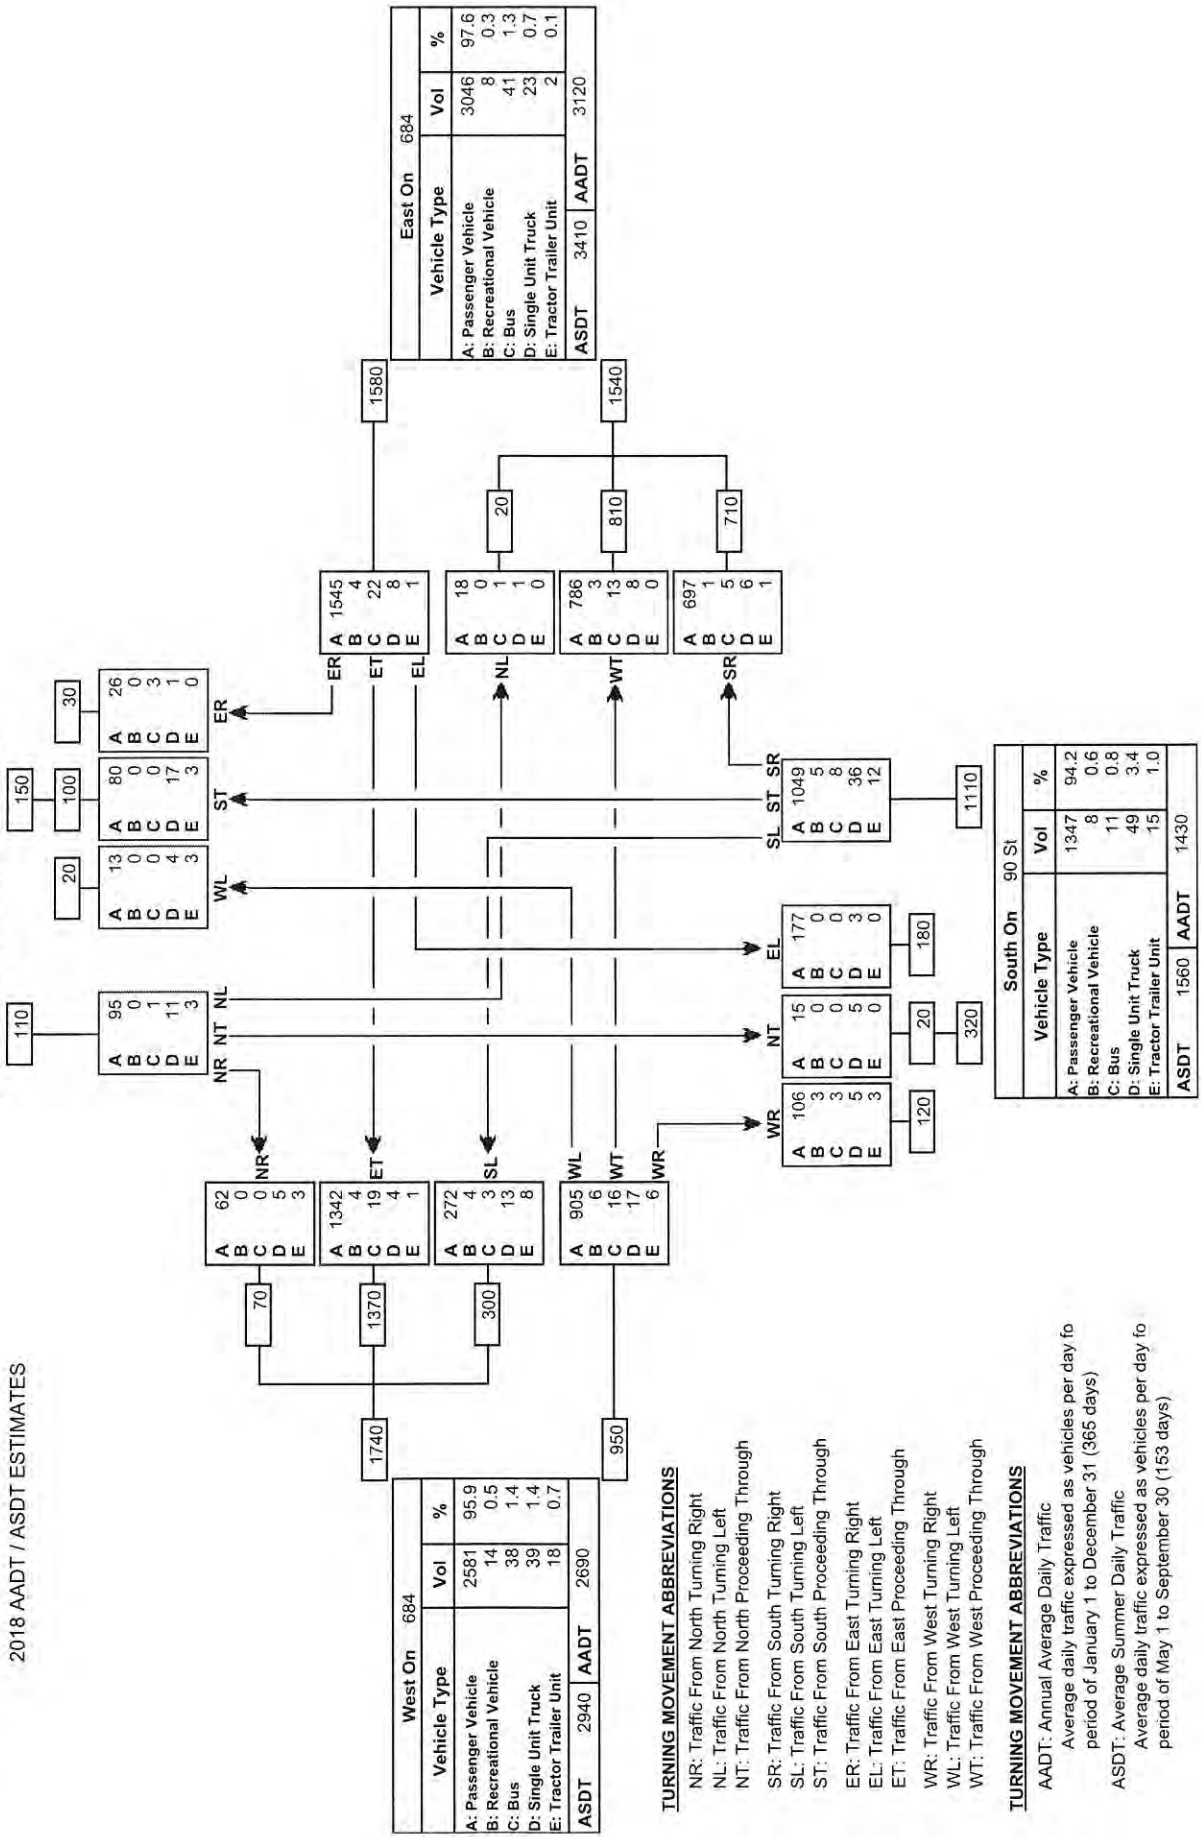 2018 AADT / ASDT ESTIMATES
110
A 95
B 0
C 1
D 11
E 3
NR NT NL
20
A 13
B 0
C 0
D 4
E 3
WL
150
100
A 80
B 0
C 0
D 17
E 3
ST
30
A 26
B 0
C 3
D 1
E 0
ER
West On 684
Vehicle Type Vol %
A: Passenger Vehicle 2581 95.9
B: Recreational Vehicle 14 0.5
C: Bus 38 1.4
D: Single Unit Truck 39 1.4
E: Tractor Trailer Unit 18 0.7
ASDT 2940 AADT 2690
1740
950
70
A 62
B 0
C 0
D 5
E 3
NR
1370
A 1342
B 4
C 19
D 4
E 1
ET
300
A 272
B 4
C 3
D 13
E 8
SL
A 905
B 6
C 16
D 17
E 6
WL
WT
WR
ER
ET
EL
A 1545
B 4
C 22
D 8
E 1
1580
NL
A 18
B 0
C 1
D 1
E 0
20
WT
A 786
B 3
C 13
D 8
E 0
810
SR
A 697
B 1
C 5
D 6
E 1
710
1540
East On 684
Vehicle Type Vol %
A: Passenger Vehicle 3046 97.6
B: Recreational Vehicle 8 0.3
C: Bus 41 1.3
D: Single Unit Truck 23 0.7
E: Tractor Trailer Unit 2 0.1
ASDT 3410 AADT 3120
WR
A 106
B 3
C 3
D 5
E 3
120
NT
A 15
B 0
C 0
D 5
E 0
20
320
EL
A 177
B 0
C 0
D 3
E 0
180
SL ST SR
A 1049
B 5
C 8
D 36
E 12
1110
South On 90 St
Vehicle Type Vol %
A: Passenger Vehicle 1347 94.2
B: Recreational Vehicle 8 0.6
C: Bus 11 0.8
D: Single Unit Truck 49 3.4
E: Tractor Trailer Unit 15 1.0
ASDT 1560 AADT 1430
TURNING MOVEMENT ABBREVIATIONS
NR: Traffic From North Turning Right
NL: Traffic From North Turning Left
NT: Traffic From North Proceeding Through
SR: Traffic From South Turning Right
SL: Traffic From South Turning Left
ST: Traffic From South Proceeding Through
ER: Traffic From East Turning Right
EL: Traffic From East Turning Left
ET: Traffic From East Proceeding Through
WR: Traffic From West Turning Right
WL: Traffic From West Turning Left
WT: Traffic From West Proceeding Through
TURNING MOVEMENT ABBREVIATIONS
AADT: Annual Average Daily Traffic
Average daily traffic expressed as vehicles per day fo
period of January 1 to December 31 (365 days)
ASDT: Average Summer Daily Traffic
Average daily traffic expressed as vehicles per day fo
period of May 1 to September 30 (153 days)